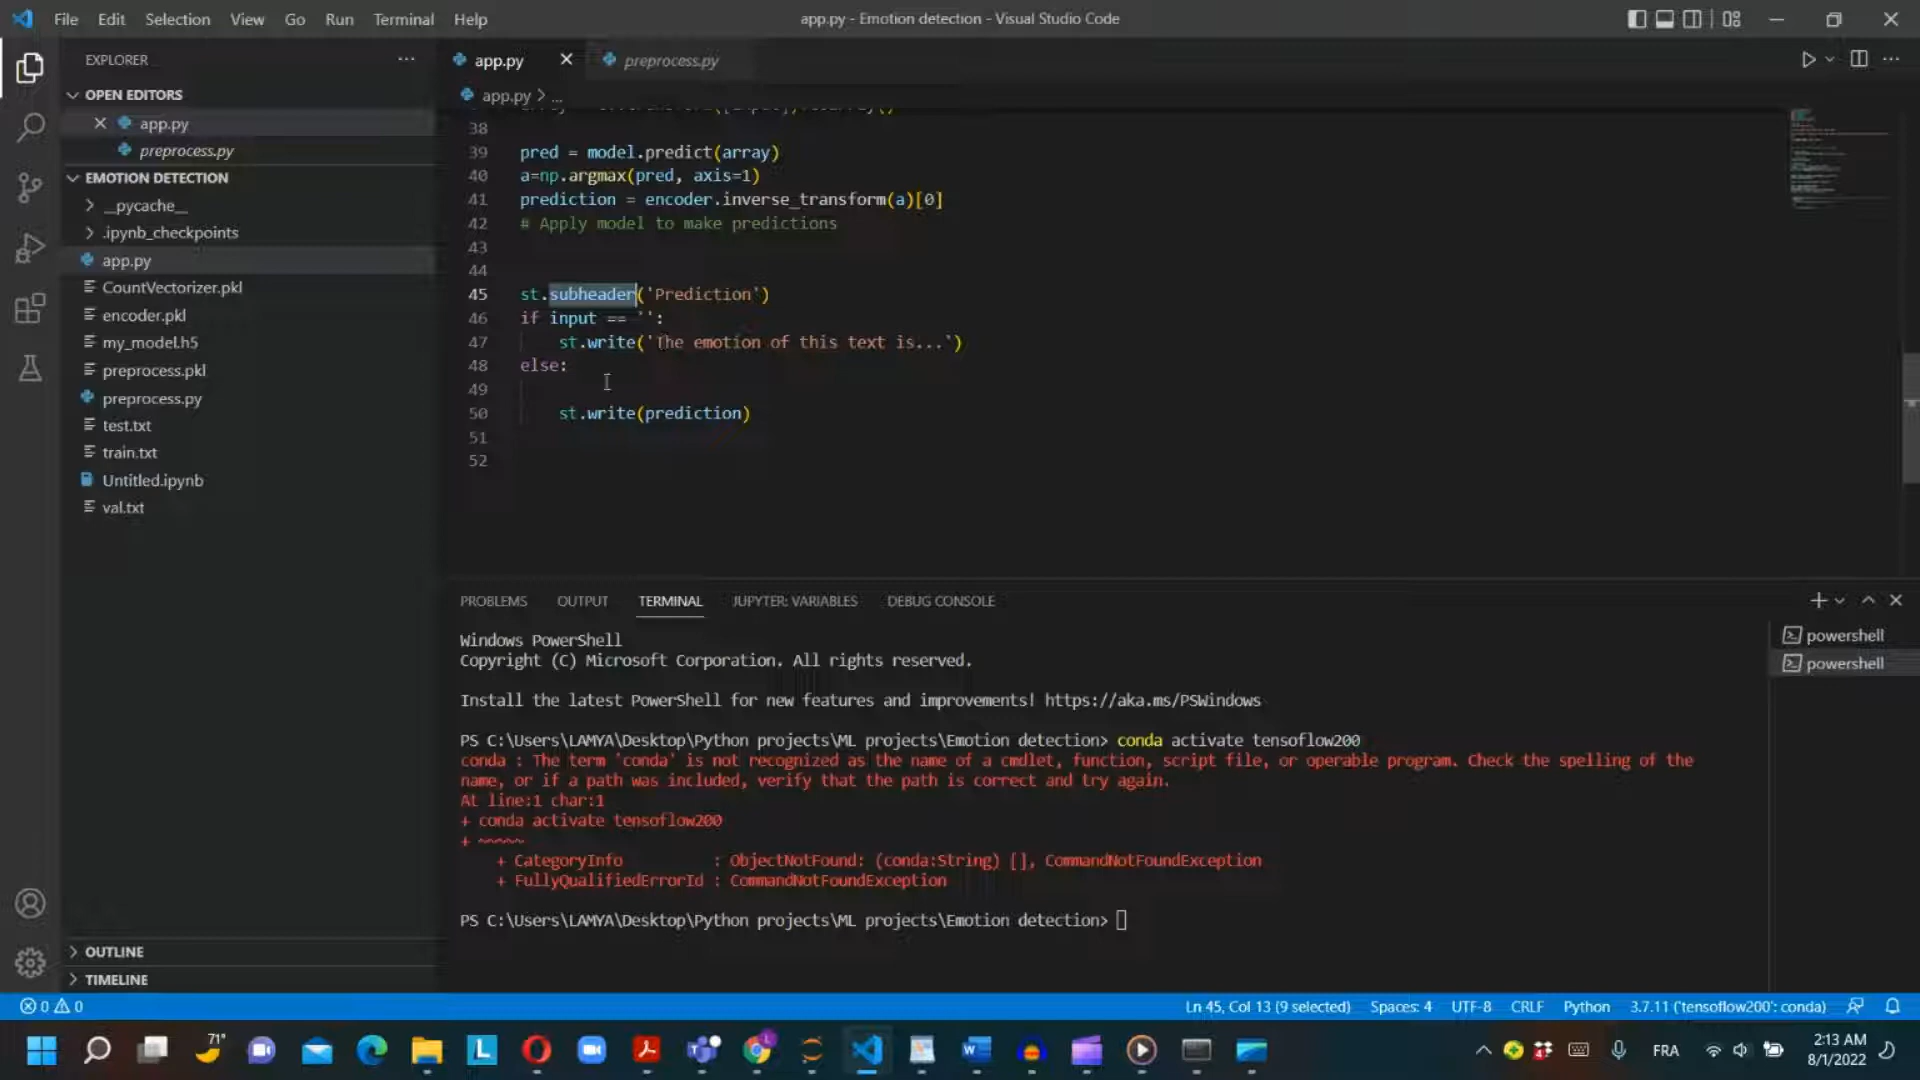 File Edit Selection View Go Run Terminal Help
app.py - Emotion detection - Visual Studio Code
EXPLORER
OPEN EDITORS
app.py
preprocess.py
EMOTION DETECTION
__pycache__
.ipynb_checkpoints
app.py
CountVectorizer.pkl
encoder.pkl
my_model.h5
preprocess.pkl
preprocess.py
test.txt
train.txt
Untitled.ipynb
val.txt
OUTLINE
TIMELINE
app.py
preprocess.py
app.py > ...
38
39 pred = model.predict(array)
40 a=np.argmax(pred, axis=1)
41 prediction = encoder.inverse_transform(a)[0]
42 # Apply model to make predictions
43
44
45 st.subheader('Prediction')
46 if input == '':
47 st.write('The emotion of this text is...')
48 else:
49
50 st.write(prediction)
51
52
PROBLEMS OUTPUT TERMINAL JUPYTER: VARIABLES DEBUG CONSOLE
powershell
powershell
Windows PowerShell
Copyright (C) Microsoft Corporation. All rights reserved.
Install the latest PowerShell for new features and improvements! https://aka.ms/PSWindows
PS C:\Users\LAMYA\Desktop\Python projects\ML projects\Emotion detection> conda activate tensoflow200
conda : The term 'conda' is not recognized as the name of a cmdlet, function, script file, or operable program. Check the spelling of the
name, or if a path was included, verify that the path is correct and try again.
At line:1 char:1
+ conda activate tensoflow200
+ ~~~~~
+ CategoryInfo : ObjectNotFound: (conda:String) [], CommandNotFoundException
+ FullyQualifiedErrorId : CommandNotFoundException
PS C:\Users\LAMYA\Desktop\Python projects\ML projects\Emotion detection>
0 0
Ln 45, Col 13 (9 selected) Spaces: 4 UTF-8 CRLF Python 3.7.11 ('tensoflow200': conda)
71°
FRA
2:13 AM
8/1/2022